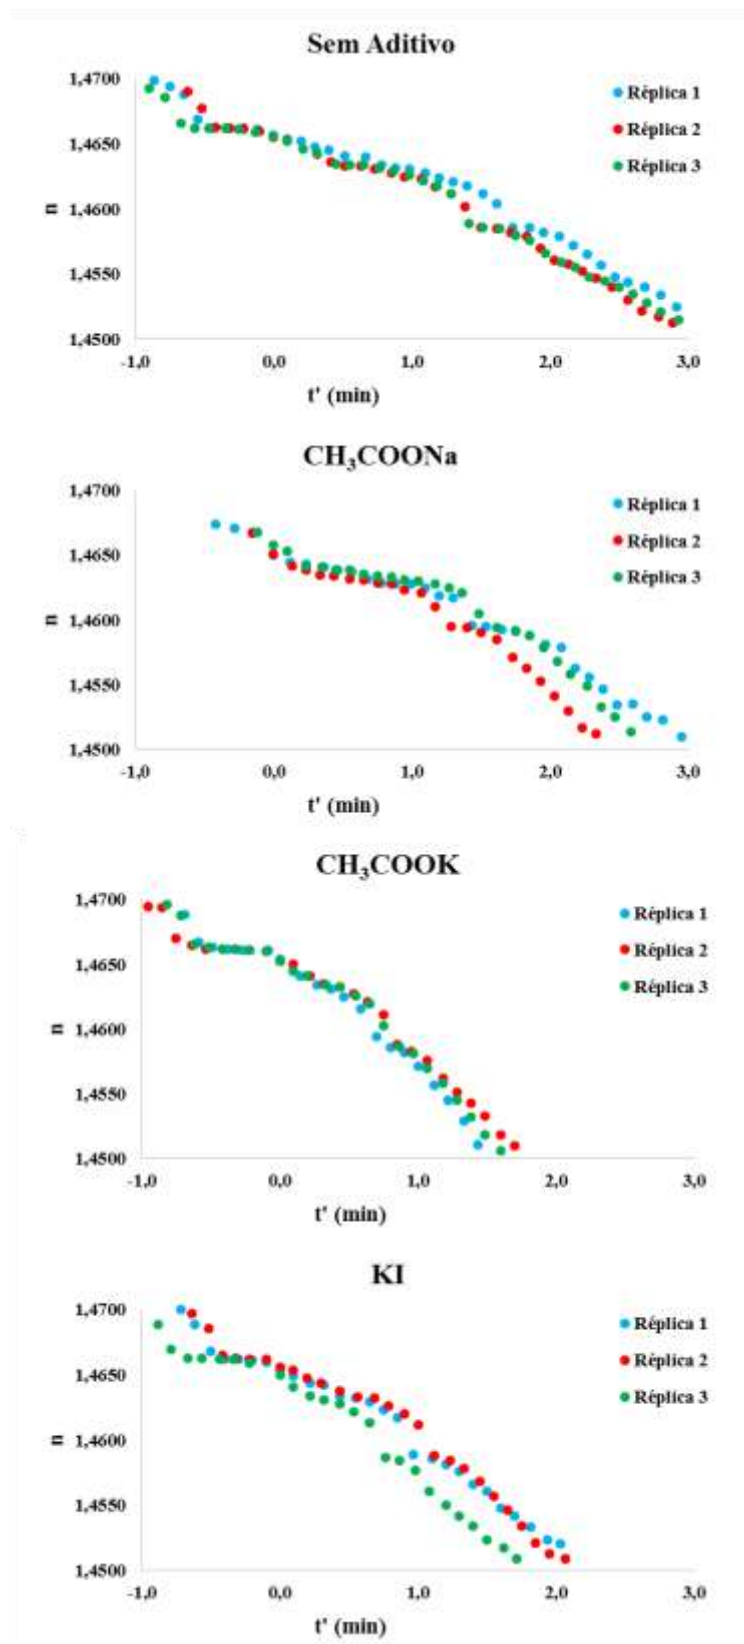 Sem Aditivo
1,4700
1,4650
1,4600
1,4550
1,4500
n
-1,0 0,0 1,0 2,0 3,0
t' (min)
Réplica 1
Réplica 2
Réplica 3
CH₃COONa
1,4700
1,4650
1,4600
1,4550
1,4500
n
-1,0 0,0 1,0 2,0 3,0
t' (min)
Réplica 1
Réplica 2
Réplica 3
CH₃COOK
1,4700
1,4650
1,4600
1,4550
1,4500
n
-1,0 0,0 1,0 2,0 3,0
t' (min)
Réplica 1
Réplica 2
Réplica 3
KI
1,4700
1,4650
1,4600
1,4550
1,4500
n
-1,0 0,0 1,0 2,0 3,0
t' (min)
Réplica 1
Réplica 2
Réplica 3